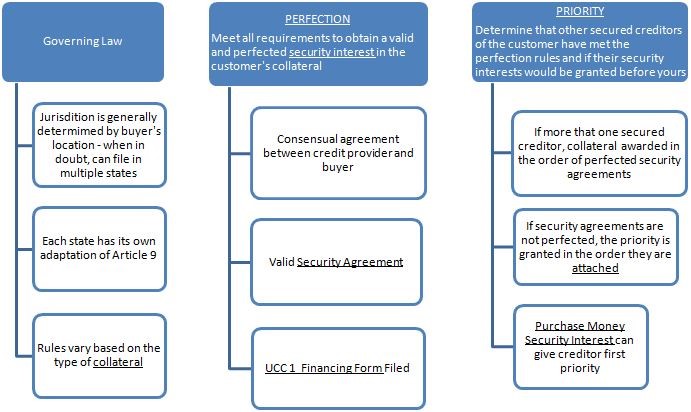 Governing Law
Jurisdition is generally
determimed by buyer's
location - when in
doubt, can file in
multiple states
Each state has its own
adaptation of Article 9
Rules vary based on the
type of collateral
PERFECTION
Meet all requirements to obtain a valid
and perfected security interest in the
customer's collateral
Consensual agreement
between credit provider and
buyer
Valid Security Agreement
UCC 1 Financing Form Filed
PRIORITY
Determine that other secured creditors
of the customer have met the
perfection rules and if their security
interests would be granted before yours
If more that one secured
creditor, collateral awarded in
the order of perfected security
agreements
If security agreements are
not perfected, the priority is
granted in the order they are
attached
Purchase Money
Security Interest can
give creditor first
priority